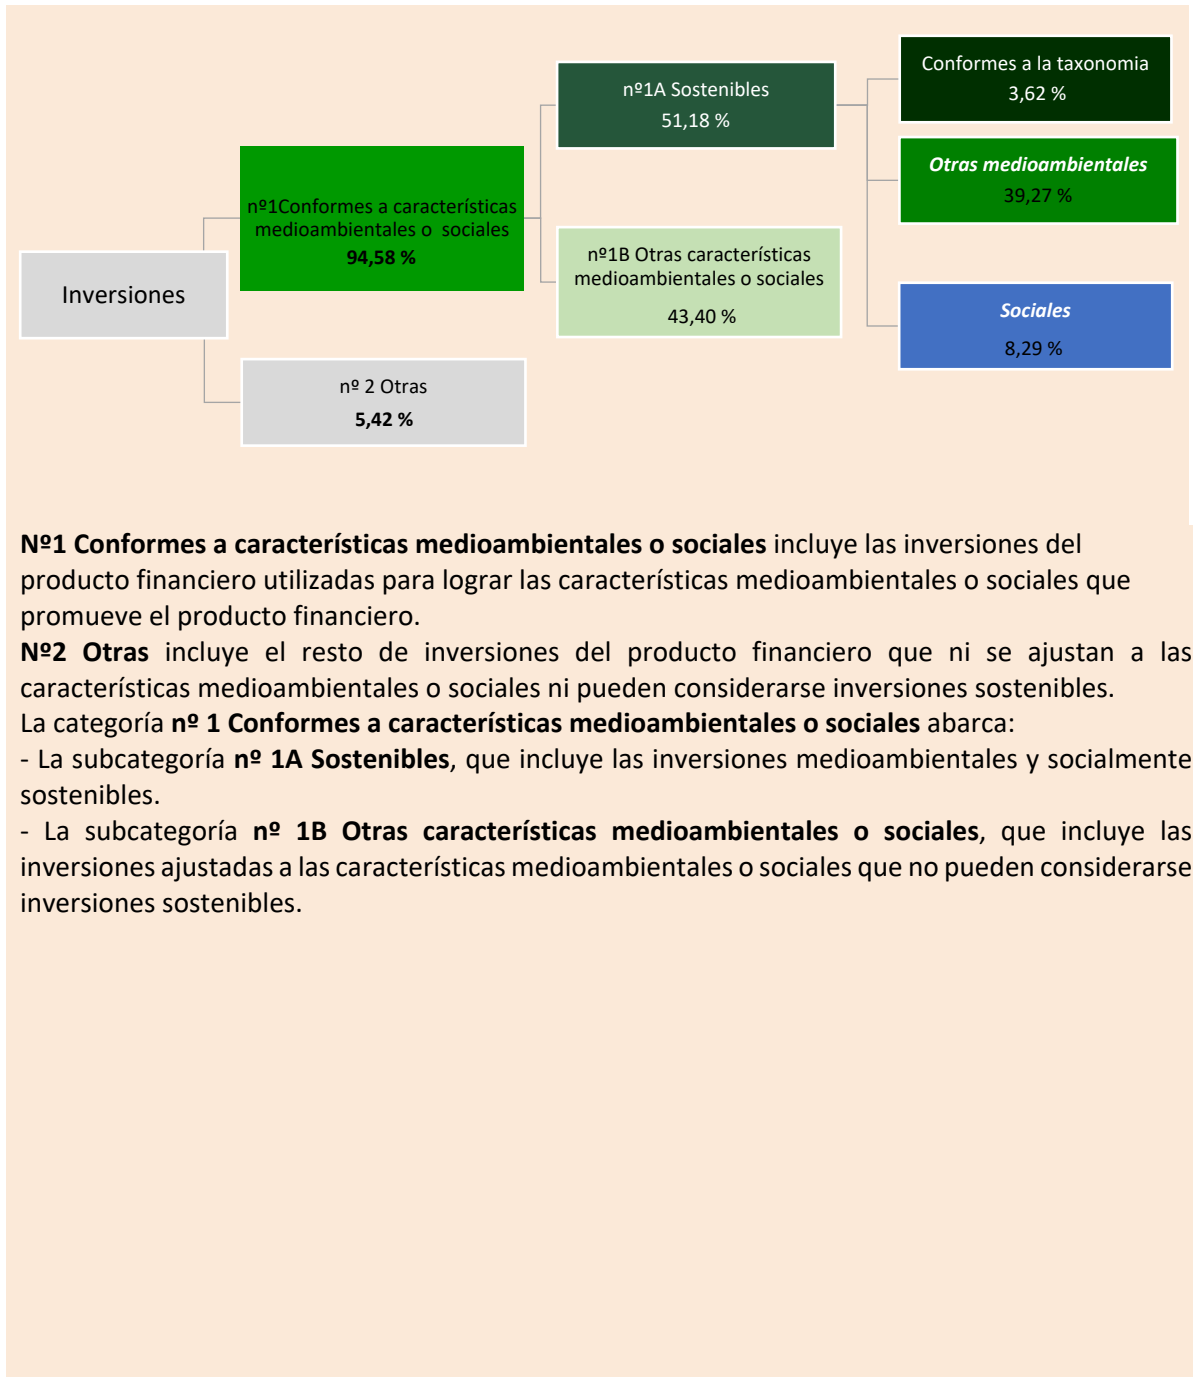 Conformes a la taxonomia
3,62 %
nº1A Sostenibles
51,18 %
Otras medioambientales
39,27 %
nº1Conformes a características
medioambientales o sociales
94,58 %
nº1B Otras características
medioambientales o sociales
43,40 %
Inversiones
Sociales
8,29 %
nº 2 Otras
5,42 %
Nº1 Conformes a características medioambientales o sociales incluye las inversiones del
producto financiero utilizadas para lograr las características medioambientales o sociales que
promueve el producto financiero.
Nº2 Otras incluye el resto de inversiones del producto financiero que ni se ajustan a las
características medioambientales o sociales ni pueden considerarse inversiones sostenibles.
La categoría nº 1 Conformes a características medioambientales o sociales abarca:
- La subcategoría nº 1A Sostenibles, que incluye las inversiones medioambientales y socialmente
sostenibles.
- La subcategoría nº 1B Otras características medioambientales o sociales, que incluye las
inversiones ajustadas a las características medioambientales o sociales que no pueden considerarse
inversiones sostenibles.